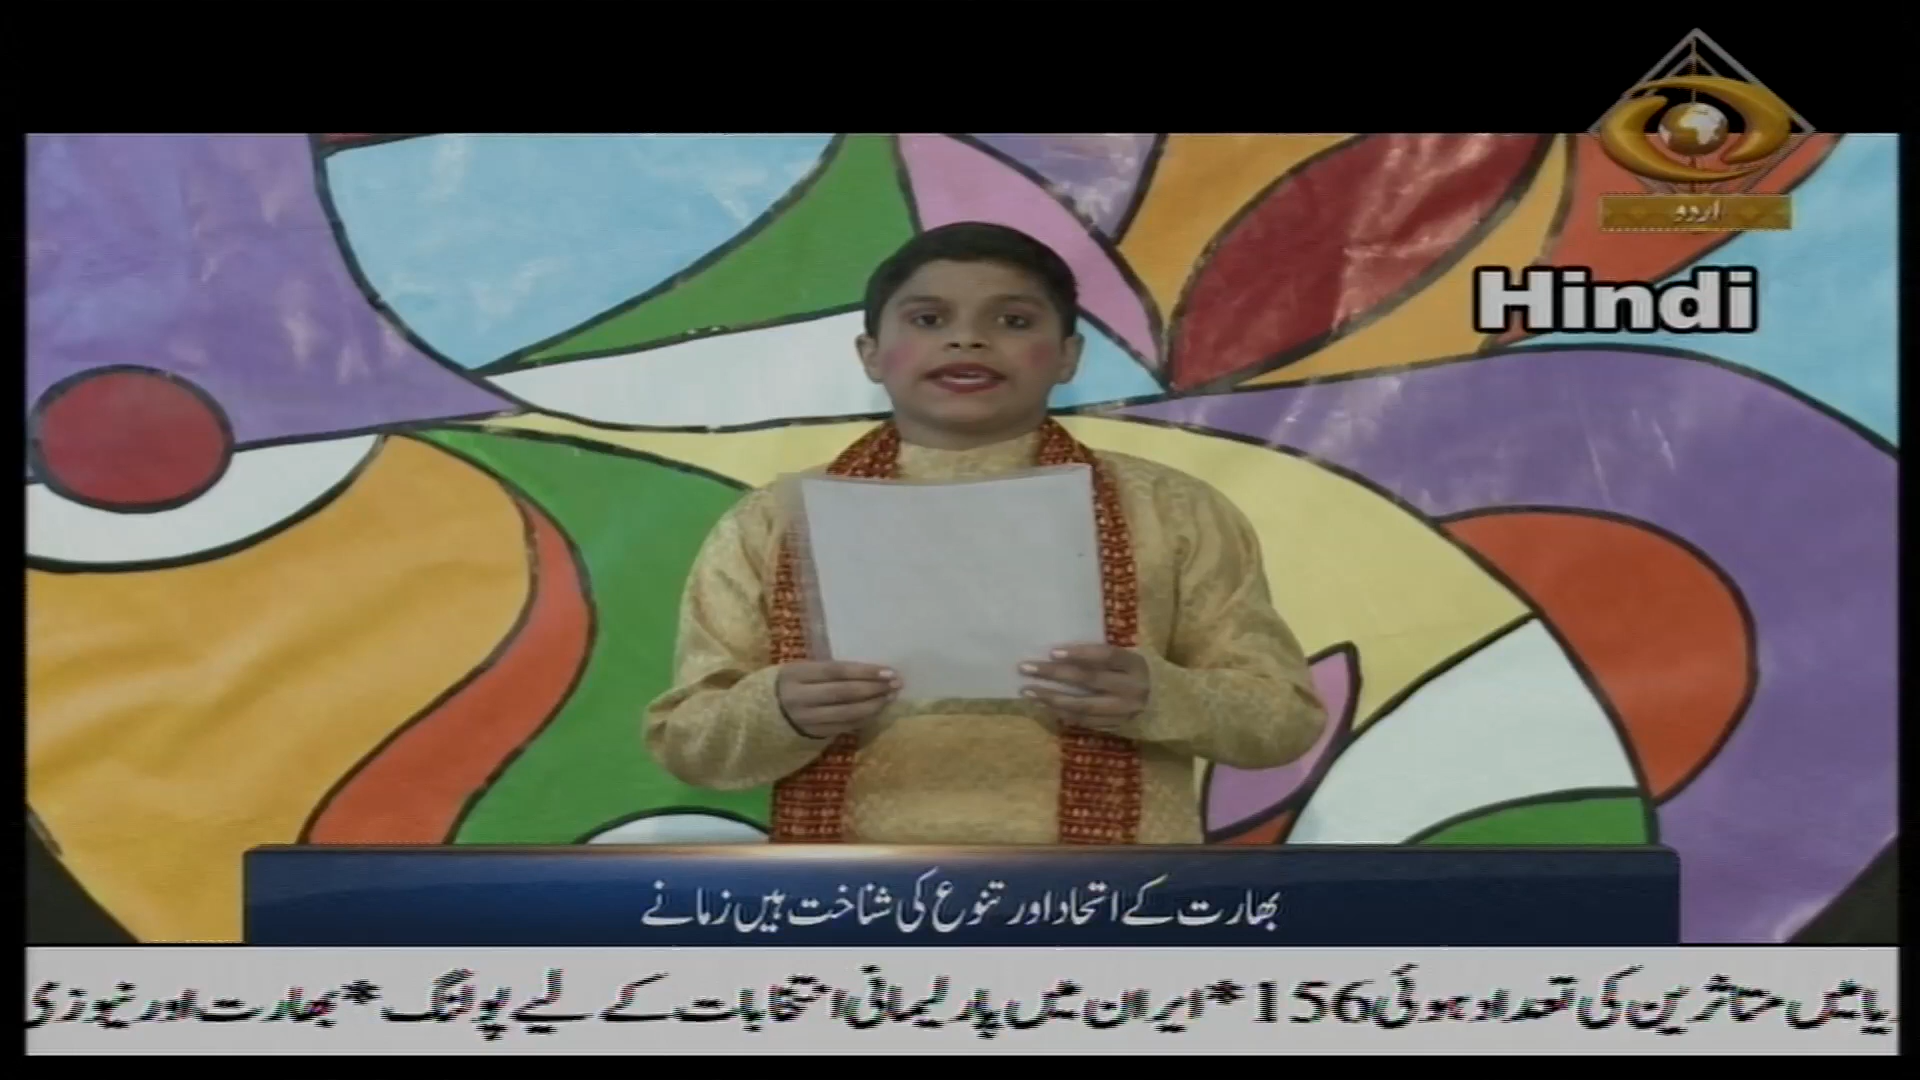 اردو
Hindi
بھارت کے اتحاد اور تنوع کی شناخت ہیں زمانے
میں متاثرین کی تعداد ہوئی 156 * ایران میں پارلیمانی انتخابات کے لیے پولنگ * بھارت اور نیوزی